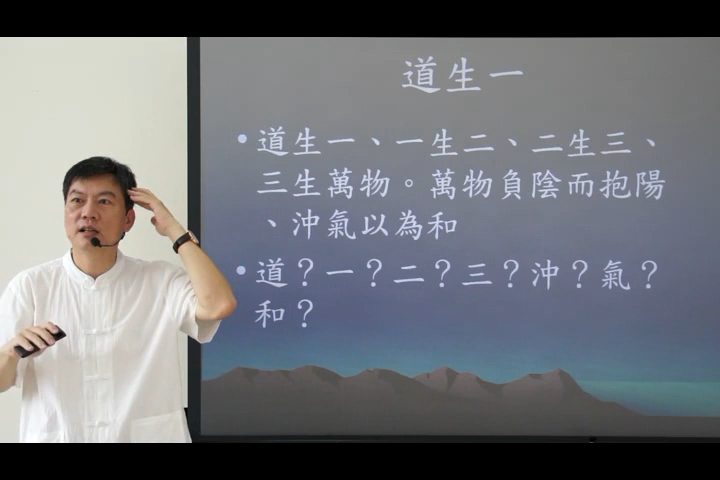 道生一
•道生一、一生二、二生三、
三生萬物。萬物負陰而抱陽
、沖氣以為和
•道？一？二？三？沖？氣？
和？